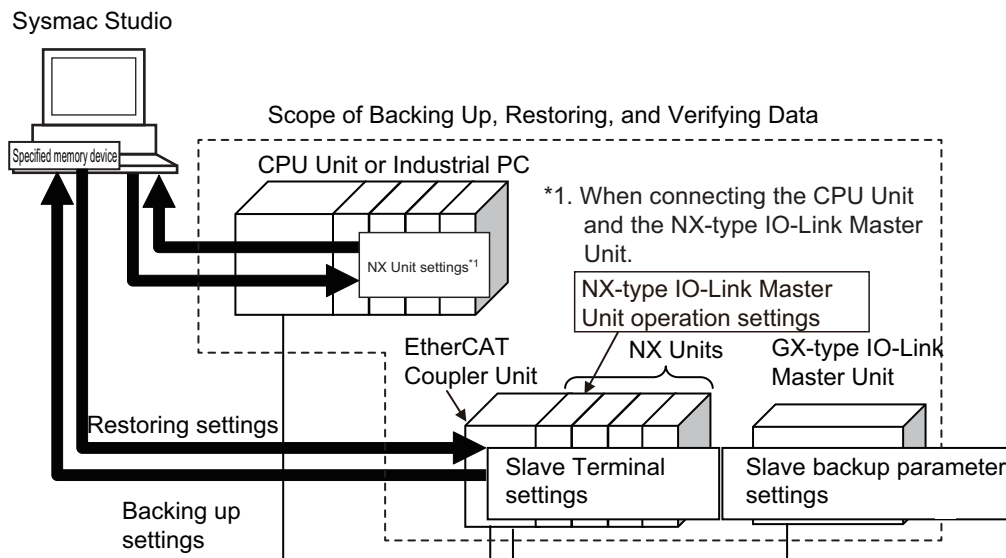 Sysmac Studio
Specified memory device
Scope of Backing Up, Restoring, and Verifying Data
CPU Unit or Industrial PC
NX Unit settings*1
*1. When connecting the CPU Unit
and the NX-type IO-Link Master
Unit.
NX-type IO-Link Master
Unit operation settings
EtherCAT
Coupler Unit
NX Units
GX-type IO-Link
Master Unit
Restoring settings
Slave Terminal
settings
Slave backup parameter
settings
Backing up
settings